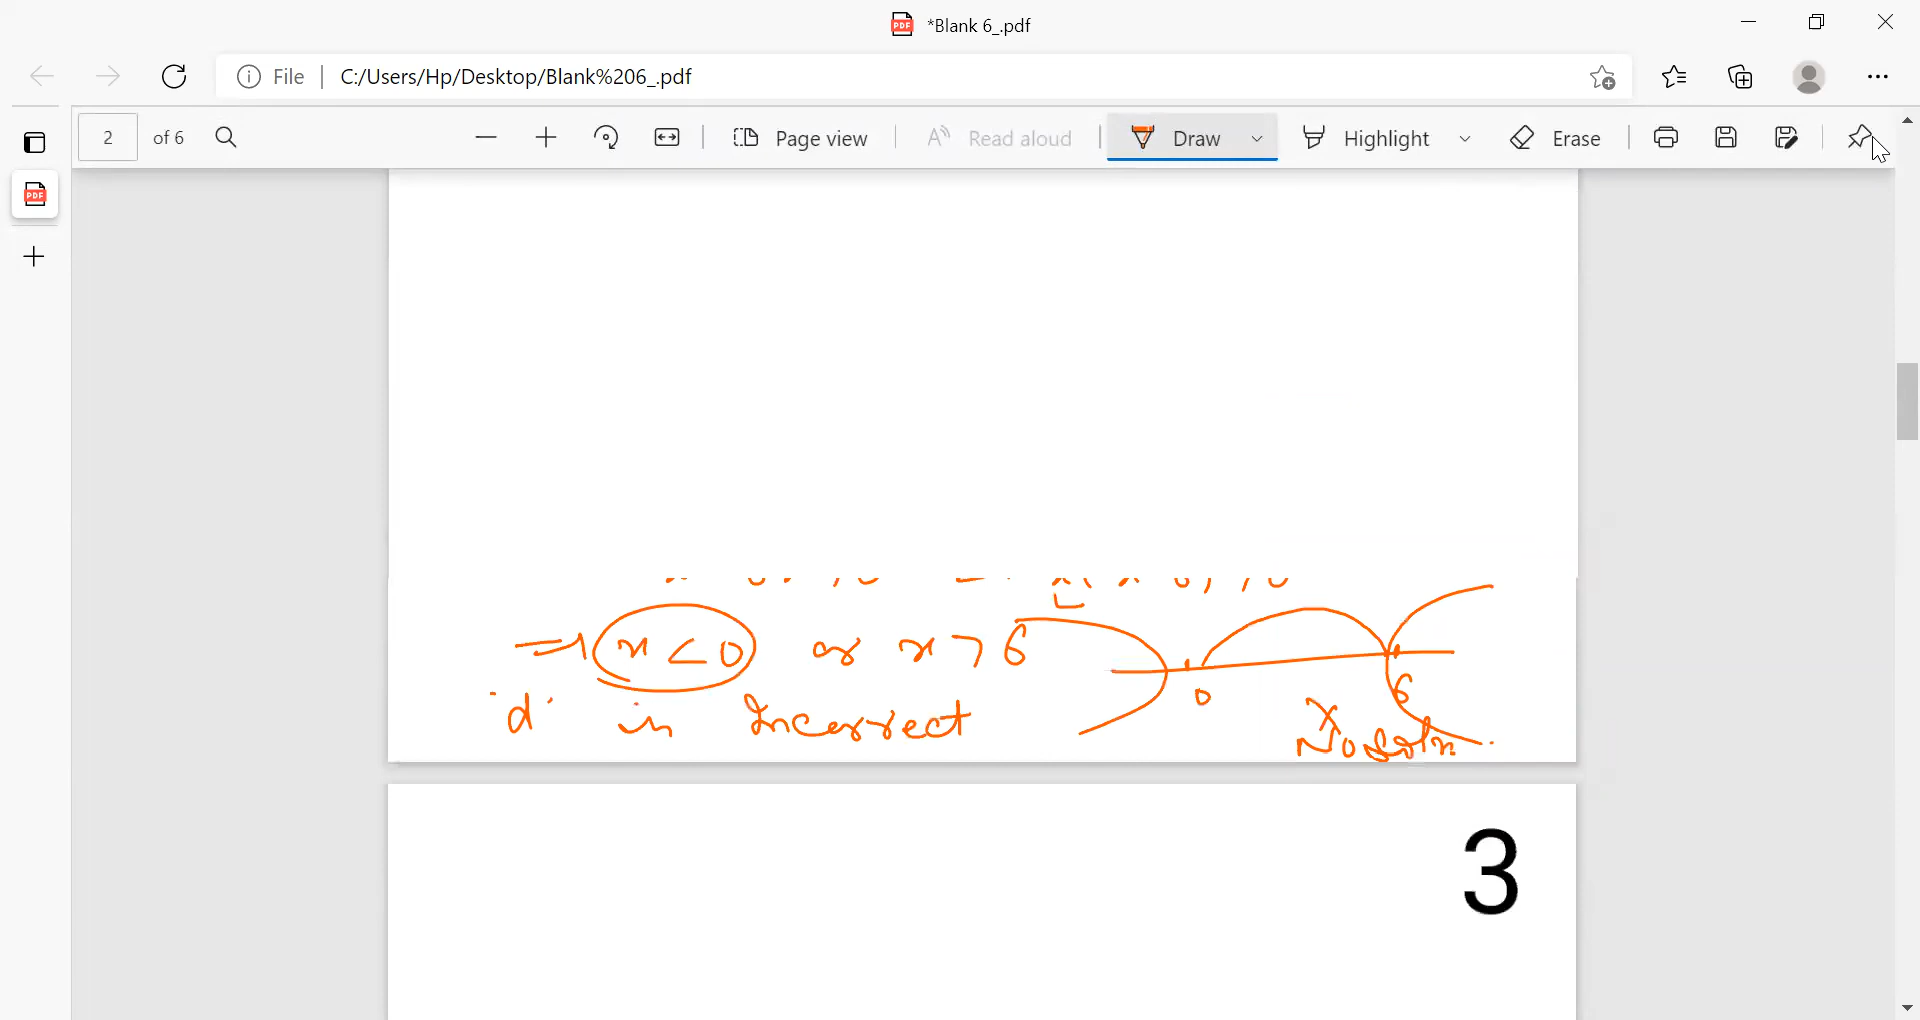 *Blank 6_.pdf
File C:/Users/Hp/Desktop/Blank%206_.pdf
2 of 6 Page view Read aloud Draw Highlight Erase
⇒ x < 0 or x > 6
0 6
'd' is Incorrect
x
No Soln.
3